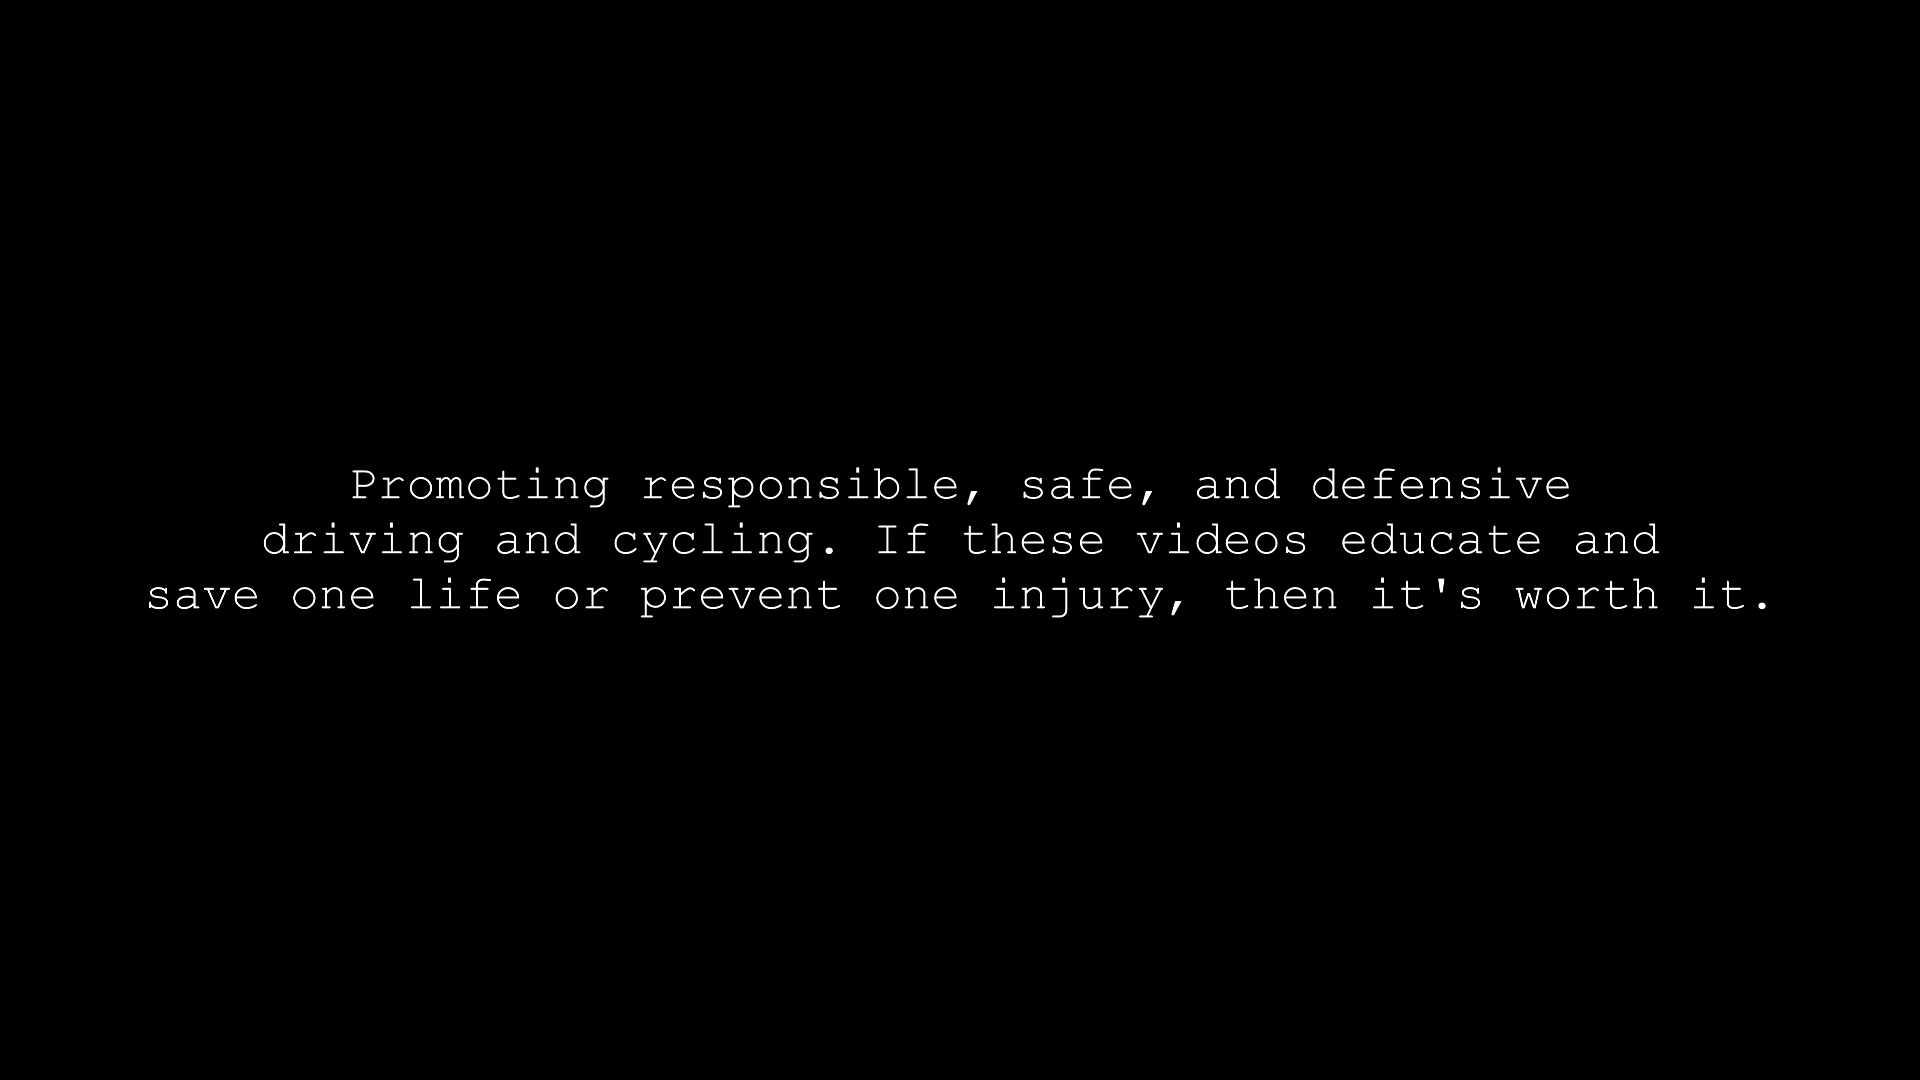 Promoting responsible, safe, and defensive
driving and cycling. If these videos educate and
save one life or prevent one injury, then it's worth it.